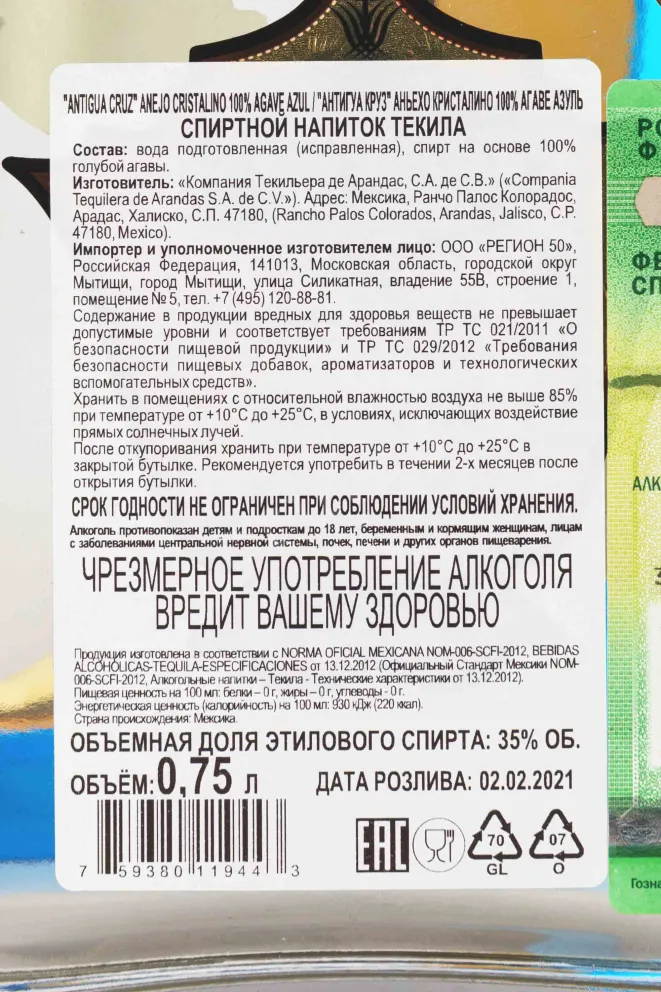 "ANTIGUA CRUZ" ANEJO CRISTALINO 100% AGAVE AZUL / "АНТИГУА КРУЗ" АНЬЕХО КРИСТАЛИНО 100% АГАВЕ АЗУЛЬ
СПИРТНОЙ НАПИТОК ТЕКИЛА
Состав: вода подготовленная (исправленная), спирт на основе 100%
голубой агавы.
Изготовитель: «Компания Текильера де Арандас, С.А. де С.В.» («Compania
Tequilera de Arandas S.A. de C.V.»). Адрес: Мексика, Ранчо Палос Колорадос,
Арадас, Халиско, С.П. 47180, (Rancho Palos Colorados, Arandas, Jalisco, C.P.
47180, Mexico).
Импортер и уполномоченное изготовителем лицо: ООО «РЕГИОН 50»,
Российская Федерация, 141013, Московская область, городской округ
Мытищи, город Мытищи, улица Силикатная, владение 55В, строение 1,
помещение № 5, тел. +7 (495) 120-88-81.
Содержание в продукции вредных для здоровья веществ не превышает
допустимые уровни и соответствует требованиям ТР ТС 021/2011 «О
безопасности пищевой продукции» и ТР ТС 029/2012 «Требования
безопасности пищевых добавок, ароматизаторов и технологических
вспомогательных средств».
Хранить в помещениях с относительной влажностью воздуха не выше 85%
при температуре от +10°С до +25°С, в условиях, исключающих воздействие
прямых солнечных лучей.
После откупоривания хранить при температуре от +10°С до +25°С в
закрытой бутылке. Рекомендуется употребить в течении 2-х месяцев после
открытия бутылки.
СРОК ГОДНОСТИ НЕ ОГРАНИЧЕН ПРИ СОБЛЮДЕНИИ УСЛОВИЙ ХРАНЕНИЯ.
Алкоголь противопоказан детям и подросткам до 18 лет, беременным и кормящим женщинам, лицам
с заболеваниями центральной нервной системы, почек, печени и других органов пищеварения.
ЧРЕЗМЕРНОЕ УПОТРЕБЛЕНИЕ АЛКОГОЛЯ
ВРЕДИТ ВАШЕМУ ЗДОРОВЬЮ
Продукция изготовлена в соответствии с NORMA OFICIAL MEXICANA NOM-006-SCFI-2012, BEBIDAS
ALCOHÓLICAS-TEQUILA-ESPECIFICACIONES от 13.12.2012 (Официальный Стандарт Мексики NOM-
006-SCFI-2012, Алкогольные напитки – Текила - Технические характеристики от 13.12.2012).
Пищевая ценность на 100 мл: белки – 0 г, жиры – 0 г, углеводы - 0 г.
Энергетическая ценность (калорийность) на 100 мл: 930 кДж (220 ккал).
Страна происхождения: Мексика.
ОБЪЕМНАЯ ДОЛЯ ЭТИЛОВОГО СПИРТА: 35% ОБ.
ОБЪЁМ: 0,75 л ДАТА РОЗЛИВА: 02.02.2021
7 59380 11944 3
EAC
70
GL
07
O
РО
Ф
ФЕ
СП
АЛК
Гозна